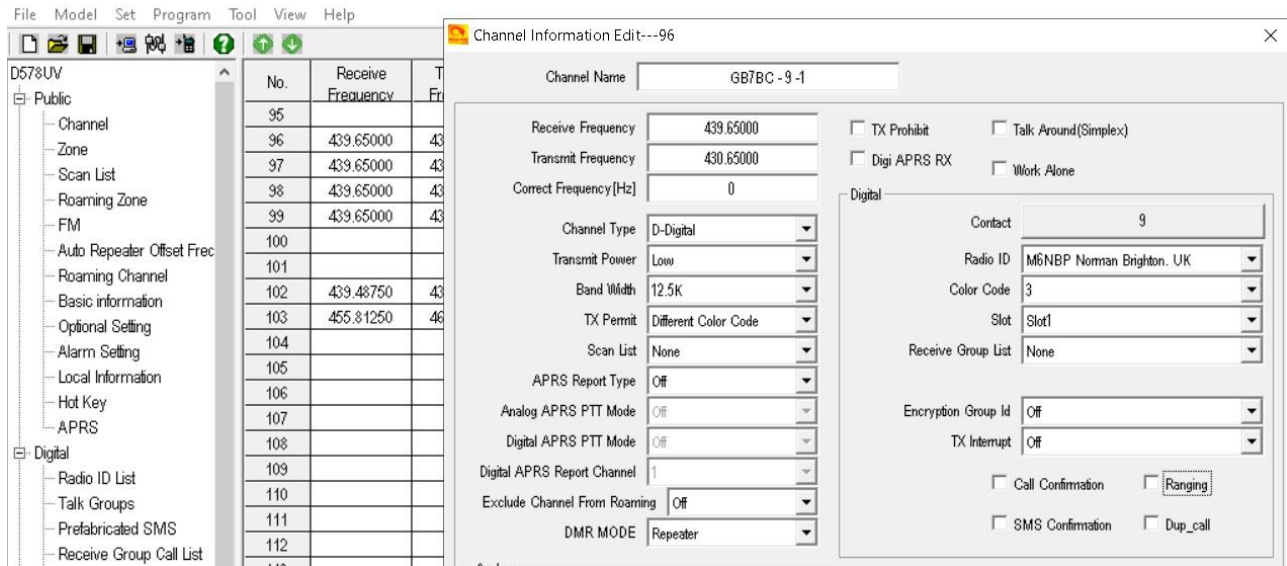 File Model Set Program Tool View Help
D578UV
Public
Channel
Zone
Scan List
Roaming Zone
FM
Auto Repeater Offset Frec
Roaming Channel
Basic information
Optional Setting
Alarm Setting
Local Information
Hot Key
APRS
Digital
Radio ID List
Talk Groups
Prefabricated SMS
Receive Group Call List
No. Receive Frequency T Fr
95
96 439.65000 43
97 439.65000 43
98 439.65000 43
99 439.65000 43
100
101
102 439.48750 43
103 455.81250 46
104
105
106
107
108
109
110
111
112
Channel Information Edit---96
Channel Name GB7BC - 9 -1
Receive Frequency 439.65000
Transmit Frequency 430.65000
Correct Frequency[Hz] 0
Channel Type D-Digital
Transmit Power Low
Band Width 12.5K
TX Permit Different Color Code
Scan List None
APRS Report Type Off
Analog APRS PTT Mode Off
Digital APRS PTT Mode Off
Digital APRS Report Channel 1
Exclude Channel From Roaming Off
DMR MODE Repeater
TX Prohibit Talk Around(Simplex)
Digi APRS RX Work Alone
Digital
Contact 9
Radio ID M6NBP Norman Brighton. UK
Color Code 3
Slot Slot1
Receive Group List None
Encryption Group Id Off
TX Interrupt Off
Call Confirmation Ranging
SMS Confirmation Dup_call